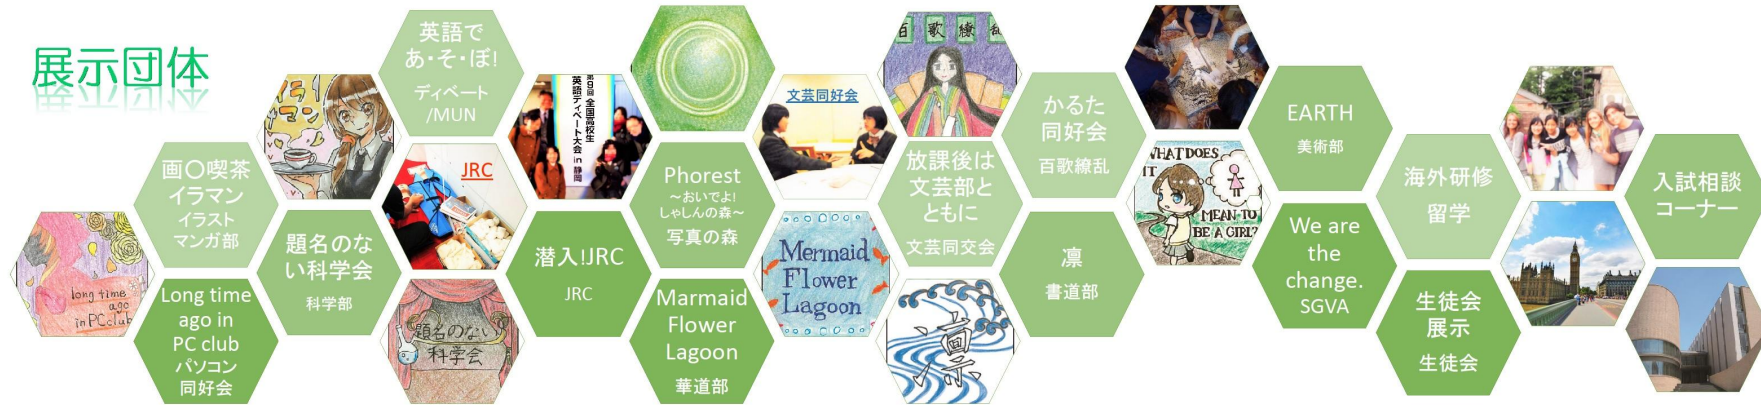 展示団体
英語で
あ・そ・ぼ!
ディベート
/MUN
画〇喫茶
イラマン
イラスト
マンガ部
イラ
マン
long time
ago
in PC club
Long time
ago in
PC club
パソコン
同好会
題名のな
い科学会
科学部
JRC
題名のない
科学会
第9回 全国高校生
英語ディベート大会 in 静岡
潜入!JRC
JRC
Phorest
～おいでよ!
しゃしんの森～
写真の森
Marmaid
Flower
Lagoon
華道部
文芸同好会
Mermaid
Flower
Lagoon
百歌繚乱
放課後は
文芸部と
ともに
文芸同交会
凛
かるた
同好会
百歌繚乱
凛
書道部
WHAT DOES
IT
MEAN TO
BE A GIRL?
EARTH
美術部
We are
the
change.
SGVA
海外研修
留学
生徒会
展示
生徒会
入試相談
コーナー